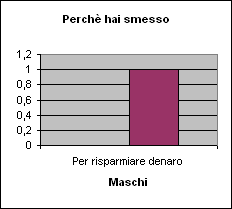 Perchè hai smesso
1,2
1
0,8
0,6
0,4
0,2
0
Per risparmiare denaro
Maschi